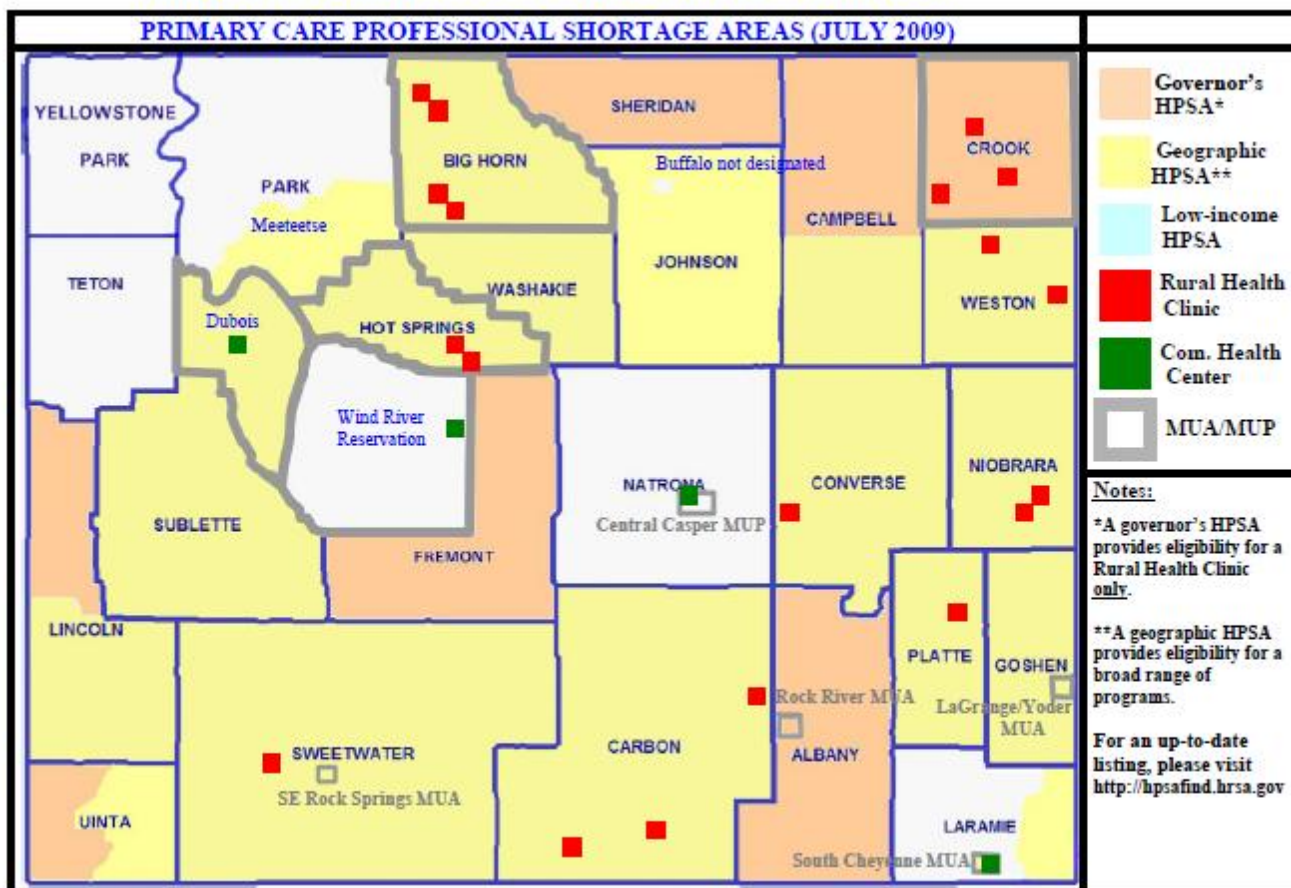 PRIMARY CARE PROFESSIONAL SHORTAGE AREAS (JULY 2009)
YELLOWSTONE
PARK
PARK
Meeteetse
BIG HORN
SHERIDAN
Buffalo not designated
CROOK
CAMPBELL
JOHNSON
TETON
WASHAKIE
WESTON
Dubois
HOT SPRINGS
Wind River
Reservation
NATRONA
Central Casper MUP
CONVERSE
NIOBRARA
SUBLETTE
FREMONT
LINCOLN
PLATTE
GOSHEN
LaGrange/Yoder
MUA
Rock River MUA
ALBANY
CARBON
SWEETWATER
SE Rock Springs MUA
UINTA
LARAMIE
South Cheyenne MUA
Governor's
HPSA*
Geographic
HPSA**
Low-income
HPSA
Rural Health
Clinic
Com. Health
Center
MUA/MUP
Notes:
*A governor's HPSA
provides eligibility for a
Rural Health Clinic
only.
**A geographic HPSA
provides eligibility for a
broad range of
programs.
For an up-to-date
listing, please visit
http://hpsafind.hrsa.gov